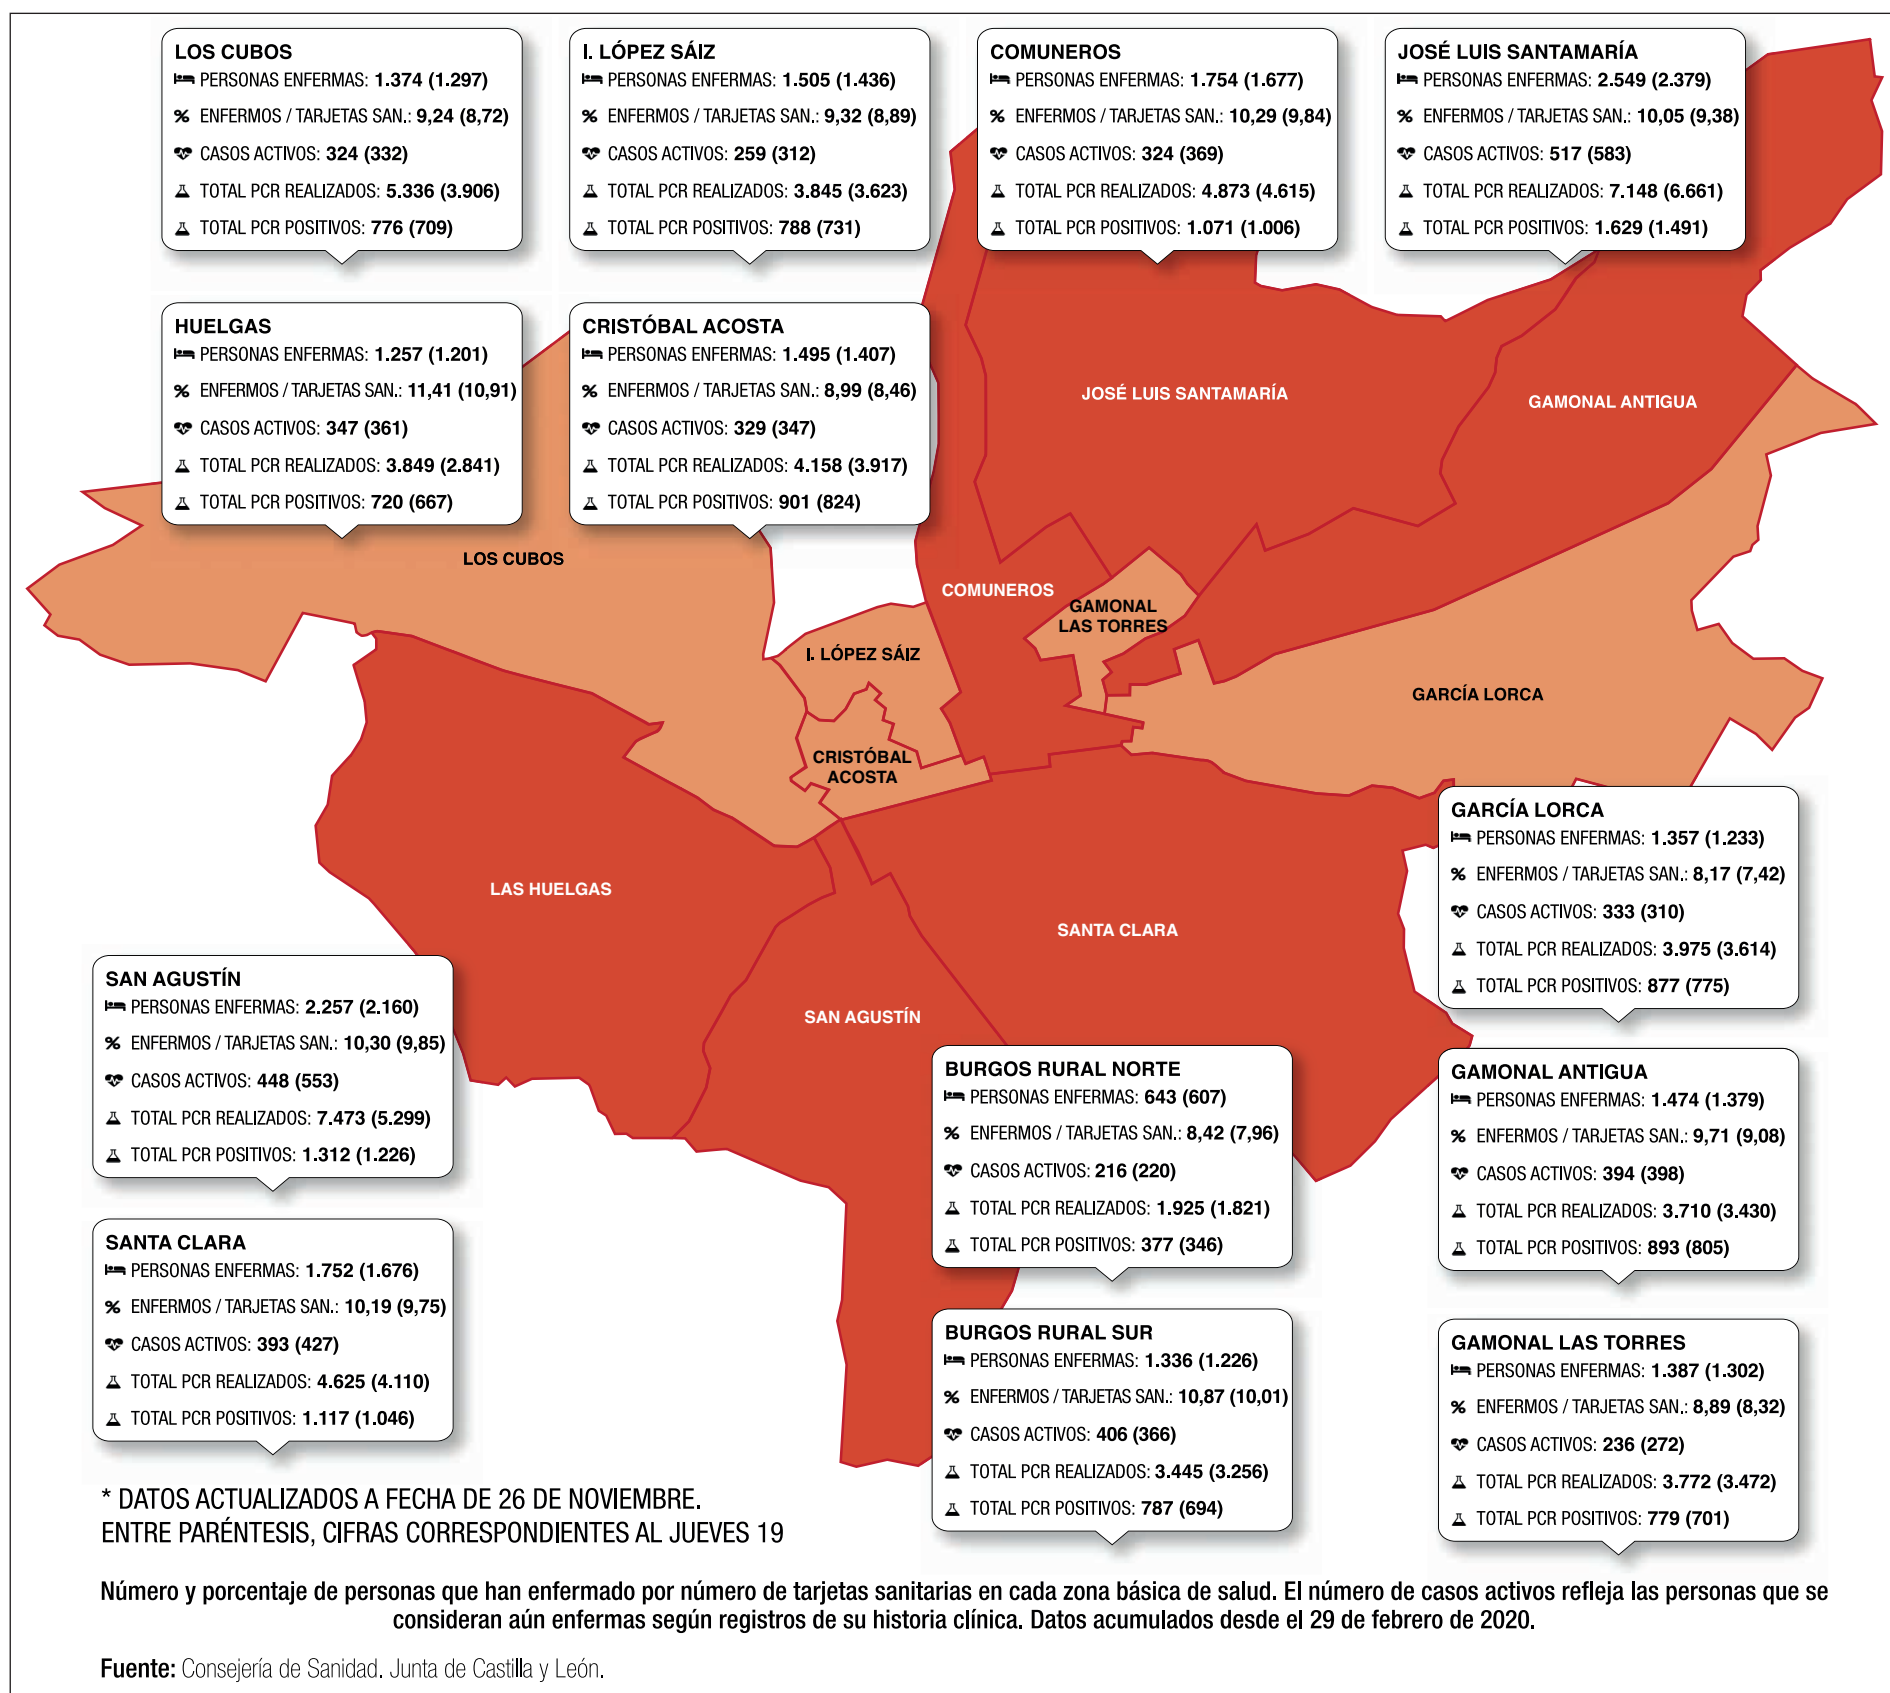 LOS CUBOS
PERSONAS ENFERMAS: 1.374 (1.297)
ENFERMOS / TARJETAS SAN.: 9,24 (8,72)
CASOS ACTIVOS: 324 (332)
TOTAL PCR REALIZADOS: 5.336 (3.906)
TOTAL PCR POSITIVOS: 776 (709)
I. LÓPEZ SÁIZ
PERSONAS ENFERMAS: 1.505 (1.436)
ENFERMOS / TARJETAS SAN.: 9,32 (8,89)
CASOS ACTIVOS: 259 (312)
TOTAL PCR REALIZADOS: 3.845 (3.623)
TOTAL PCR POSITIVOS: 788 (731)
COMUNEROS
PERSONAS ENFERMAS: 1.754 (1.677)
ENFERMOS / TARJETAS SAN.: 10,29 (9,84)
CASOS ACTIVOS: 324 (369)
TOTAL PCR REALIZADOS: 4.873 (4.615)
TOTAL PCR POSITIVOS: 1.071 (1.006)
JOSÉ LUIS SANTAMARÍA
PERSONAS ENFERMAS: 2.549 (2.379)
ENFERMOS / TARJETAS SAN.: 10,05 (9,38)
CASOS ACTIVOS: 517 (583)
TOTAL PCR REALIZADOS: 7.148 (6.661)
TOTAL PCR POSITIVOS: 1.629 (1.491)
HUELGAS
PERSONAS ENFERMAS: 1.257 (1.201)
ENFERMOS / TARJETAS SAN.: 11,41 (10,91)
CASOS ACTIVOS: 347 (361)
TOTAL PCR REALIZADOS: 3.849 (2.841)
TOTAL PCR POSITIVOS: 720 (667)
CRISTÓBAL ACOSTA
PERSONAS ENFERMAS: 1.495 (1.407)
ENFERMOS / TARJETAS SAN.: 8,99 (8,46)
CASOS ACTIVOS: 329 (347)
TOTAL PCR REALIZADOS: 4.158 (3.917)
TOTAL PCR POSITIVOS: 901 (824)
JOSÉ LUIS SANTAMARÍA
GAMONAL ANTIGUA
LOS CUBOS
COMUNEROS
GAMONAL
LAS TORRES
I. LÓPEZ SÁIZ
GARCÍA LORCA
CRISTÓBAL
ACOSTA
LAS HUELGAS
SANTA CLARA
SAN AGUSTÍN
GARCÍA LORCA
PERSONAS ENFERMAS: 1.357 (1.233)
ENFERMOS / TARJETAS SAN.: 8,17 (7,42)
CASOS ACTIVOS: 333 (310)
TOTAL PCR REALIZADOS: 3.975 (3.614)
TOTAL PCR POSITIVOS: 877 (775)
SAN AGUSTÍN
PERSONAS ENFERMAS: 2.257 (2.160)
ENFERMOS / TARJETAS SAN.: 10,30 (9,85)
CASOS ACTIVOS: 448 (553)
TOTAL PCR REALIZADOS: 7.473 (5.299)
TOTAL PCR POSITIVOS: 1.312 (1.226)
BURGOS RURAL NORTE
PERSONAS ENFERMAS: 643 (607)
ENFERMOS / TARJETAS SAN.: 8,42 (7,96)
CASOS ACTIVOS: 216 (220)
TOTAL PCR REALIZADOS: 1.925 (1.821)
TOTAL PCR POSITIVOS: 377 (346)
GAMONAL ANTIGUA
PERSONAS ENFERMAS: 1.474 (1.379)
ENFERMOS / TARJETAS SAN.: 9,71 (9,08)
CASOS ACTIVOS: 394 (398)
TOTAL PCR REALIZADOS: 3.710 (3.430)
TOTAL PCR POSITIVOS: 893 (805)
SANTA CLARA
PERSONAS ENFERMAS: 1.752 (1.676)
ENFERMOS / TARJETAS SAN.: 10,19 (9,75)
CASOS ACTIVOS: 393 (427)
TOTAL PCR REALIZADOS: 4.625 (4.110)
TOTAL PCR POSITIVOS: 1.117 (1.046)
BURGOS RURAL SUR
PERSONAS ENFERMAS: 1.336 (1.226)
ENFERMOS / TARJETAS SAN.: 10,87 (10,01)
CASOS ACTIVOS: 406 (366)
TOTAL PCR REALIZADOS: 3.445 (3.256)
TOTAL PCR POSITIVOS: 787 (694)
GAMONAL LAS TORRES
PERSONAS ENFERMAS: 1.387 (1.302)
ENFERMOS / TARJETAS SAN.: 8,89 (8,32)
CASOS ACTIVOS: 236 (272)
TOTAL PCR REALIZADOS: 3.772 (3.472)
TOTAL PCR POSITIVOS: 779 (701)
* DATOS ACTUALIZADOS A FECHA DE 26 DE NOVIEMBRE.
ENTRE PARÉNTESIS, CIFRAS CORRESPONDIENTES AL JUEVES 19
Número y porcentaje de personas que han enfermado por número de tarjetas sanitarias en cada zona básica de salud. El número de casos activos refleja las personas que se
consideran aún enfermas según registros de su historia clínica. Datos acumulados desde el 29 de febrero de 2020.
Fuente: Consejería de Sanidad. Junta de Castilla y León.